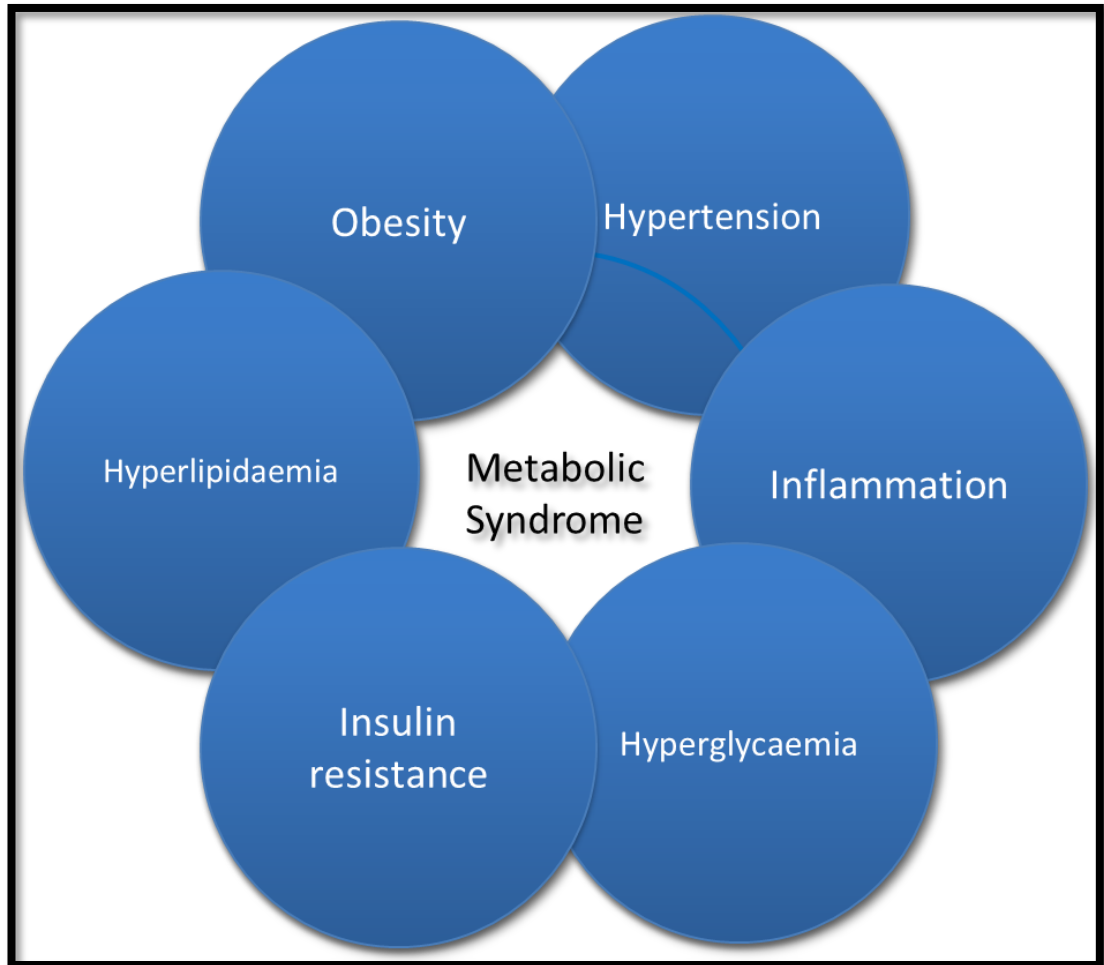 Obesity
Hypertension
Hyperlipidaemia
Metabolic
Syndrome
Inflammation
Insulin
resistance
Hyperglycaemia